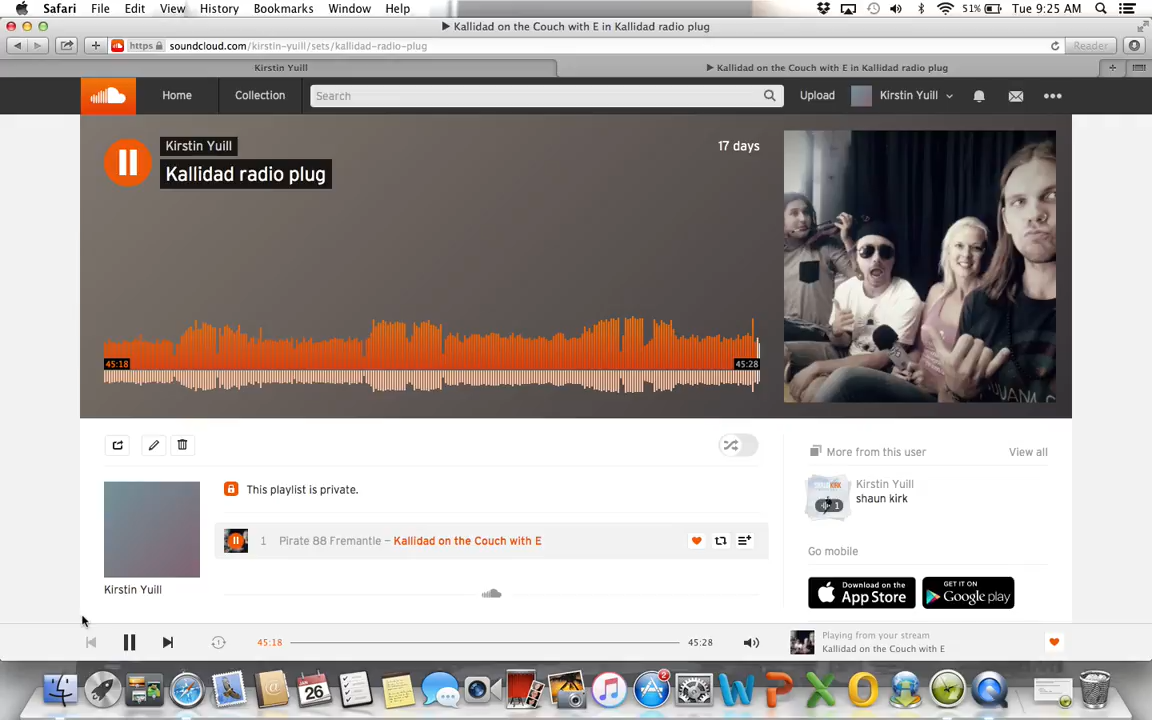 Safari File Edit View History Bookmarks Window Help 51% Tue 9:25 AM
▶ Kallidad on the Couch with E in Kallidad radio plug
https soundcloud.com/kirstin-yuill/sets/kallidad-radio-plug Reader
Kirstin Yuill ▶ Kallidad on the Couch with E in Kallidad radio plug
Home Collection Search Upload Kirstin Yuill
Kirstin Yuill 17 days
Kallidad radio plug
45:18 45:28
More from this user View all
Kirstin Yuill
shaun kirk
SHAUN KIRK
1
This playlist is private.
1 Pirate 88 Fremantle – Kallidad on the Couch with E
Go mobile
Download on the App Store
GET IT ON Google play
Kirstin Yuill
1 45:18 45:28
Playing from your stream
Kallidad on the Couch with E
26
2